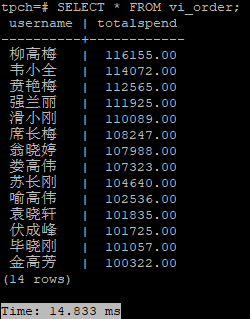 tpch=# SELECT * FROM vi_order;
username | totalspend
----------+------------
柳高梅 | 116155.00
韦小全 | 114072.00
贲艳梅 | 112565.00
强兰丽 | 111925.00
滑小刚 | 110089.00
席长梅 | 108247.00
翁晓婷 | 107988.00
娄高伟 | 107323.00
苏长刚 | 104640.00
喻高伟 | 102536.00
袁晓轩 | 101835.00
伏成峰 | 101725.00
毕晓刚 | 101057.00
金高芳 | 100322.00
(14 rows)
Time: 14.833 ms